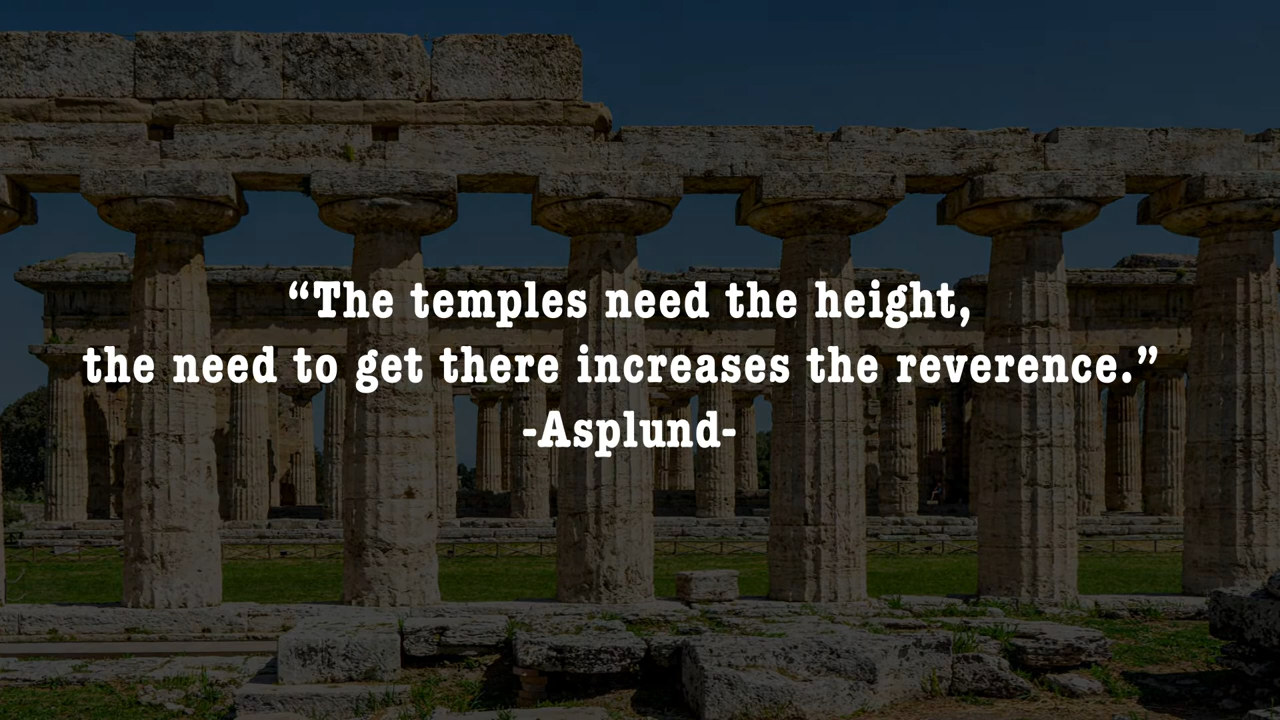 “The temples need the height,
the need to get there increases the reverence.”
-Asplund-